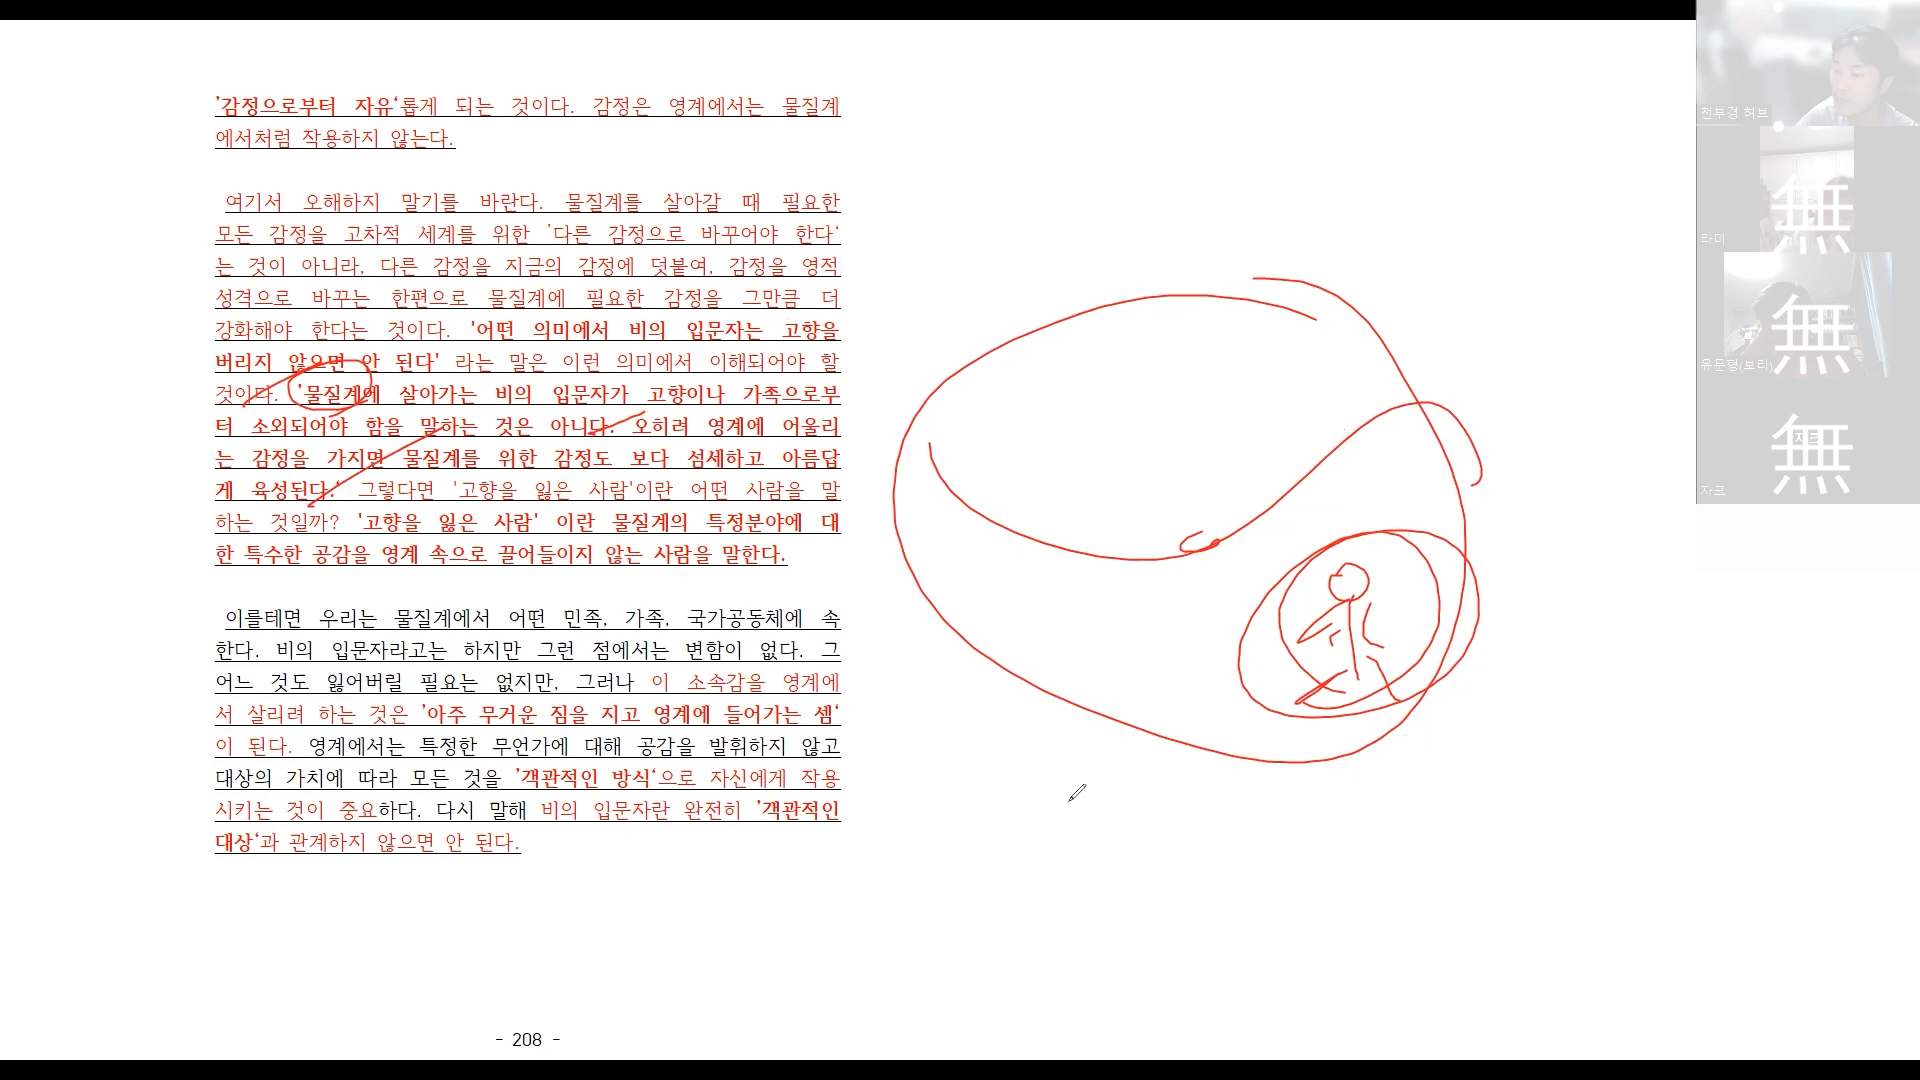 '감정으로부터 자유'롭게 되는 것이다. 감정은 영계에서는 물질계
에서처럼 작용하지 않는다.
여기서 오해하지 말기를 바란다. 물질계를 살아갈 때 필요한
모든 감정을 고차적 세계를 위한 '다른 감정으로 바꾸어야 한다'
는 것이 아니라, 다른 감정을 지금의 감정에 덧붙여, 감정을 영적
성격으로 바꾸는 한편으로 물질계에 필요한 감정을 그만큼 더
강화해야 한다는 것이다. '어떤 의미에서 비의 입문자는 고향을
버리지 않으면 안 된다' 라는 말은 이런 의미에서 이해되어야 할
것이다. '물질계에 살아가는 비의 입문자가 고향이나 가족으로부
터 소외되어야 함을 말하는 것은 아니다. 오히려 영계에 어울리
는 감정을 가지면 물질계를 위한 감정도 보다 섬세하고 아름답
게 육성된다.' 그렇다면 '고향을 잃은 사람'이란 어떤 사람을 말
하는 것일까? '고향을 잃은 사람' 이란 물질계의 특정분야에 대
한 특수한 공감을 영계 속으로 끌어들이지 않는 사람을 말한다.
이를테면 우리는 물질계에서 어떤 민족, 가족, 국가공동체에 속
한다. 비의 입문자라고는 하지만 그런 점에서는 변함이 없다. 그
어느 것도 잃어버릴 필요는 없지만, 그러나 이 소속감을 영계에
서 살리려 하는 것은 '아주 무거운 짐을 지고 영계에 들어가는 셈'
이 된다. 영계에서는 특정한 무언가에 대해 공감을 발휘하지 않고
대상의 가치에 따라 모든 것을 '객관적인 방식'으로 자신에게 작용
시키는 것이 중요하다. 다시 말해 비의 입문자란 완전히 '객관적인
대상'과 관계하지 않으면 안 된다.
- 208 -
천부경 허브
無
라미
無
유문형(보리)
無
자크
자크